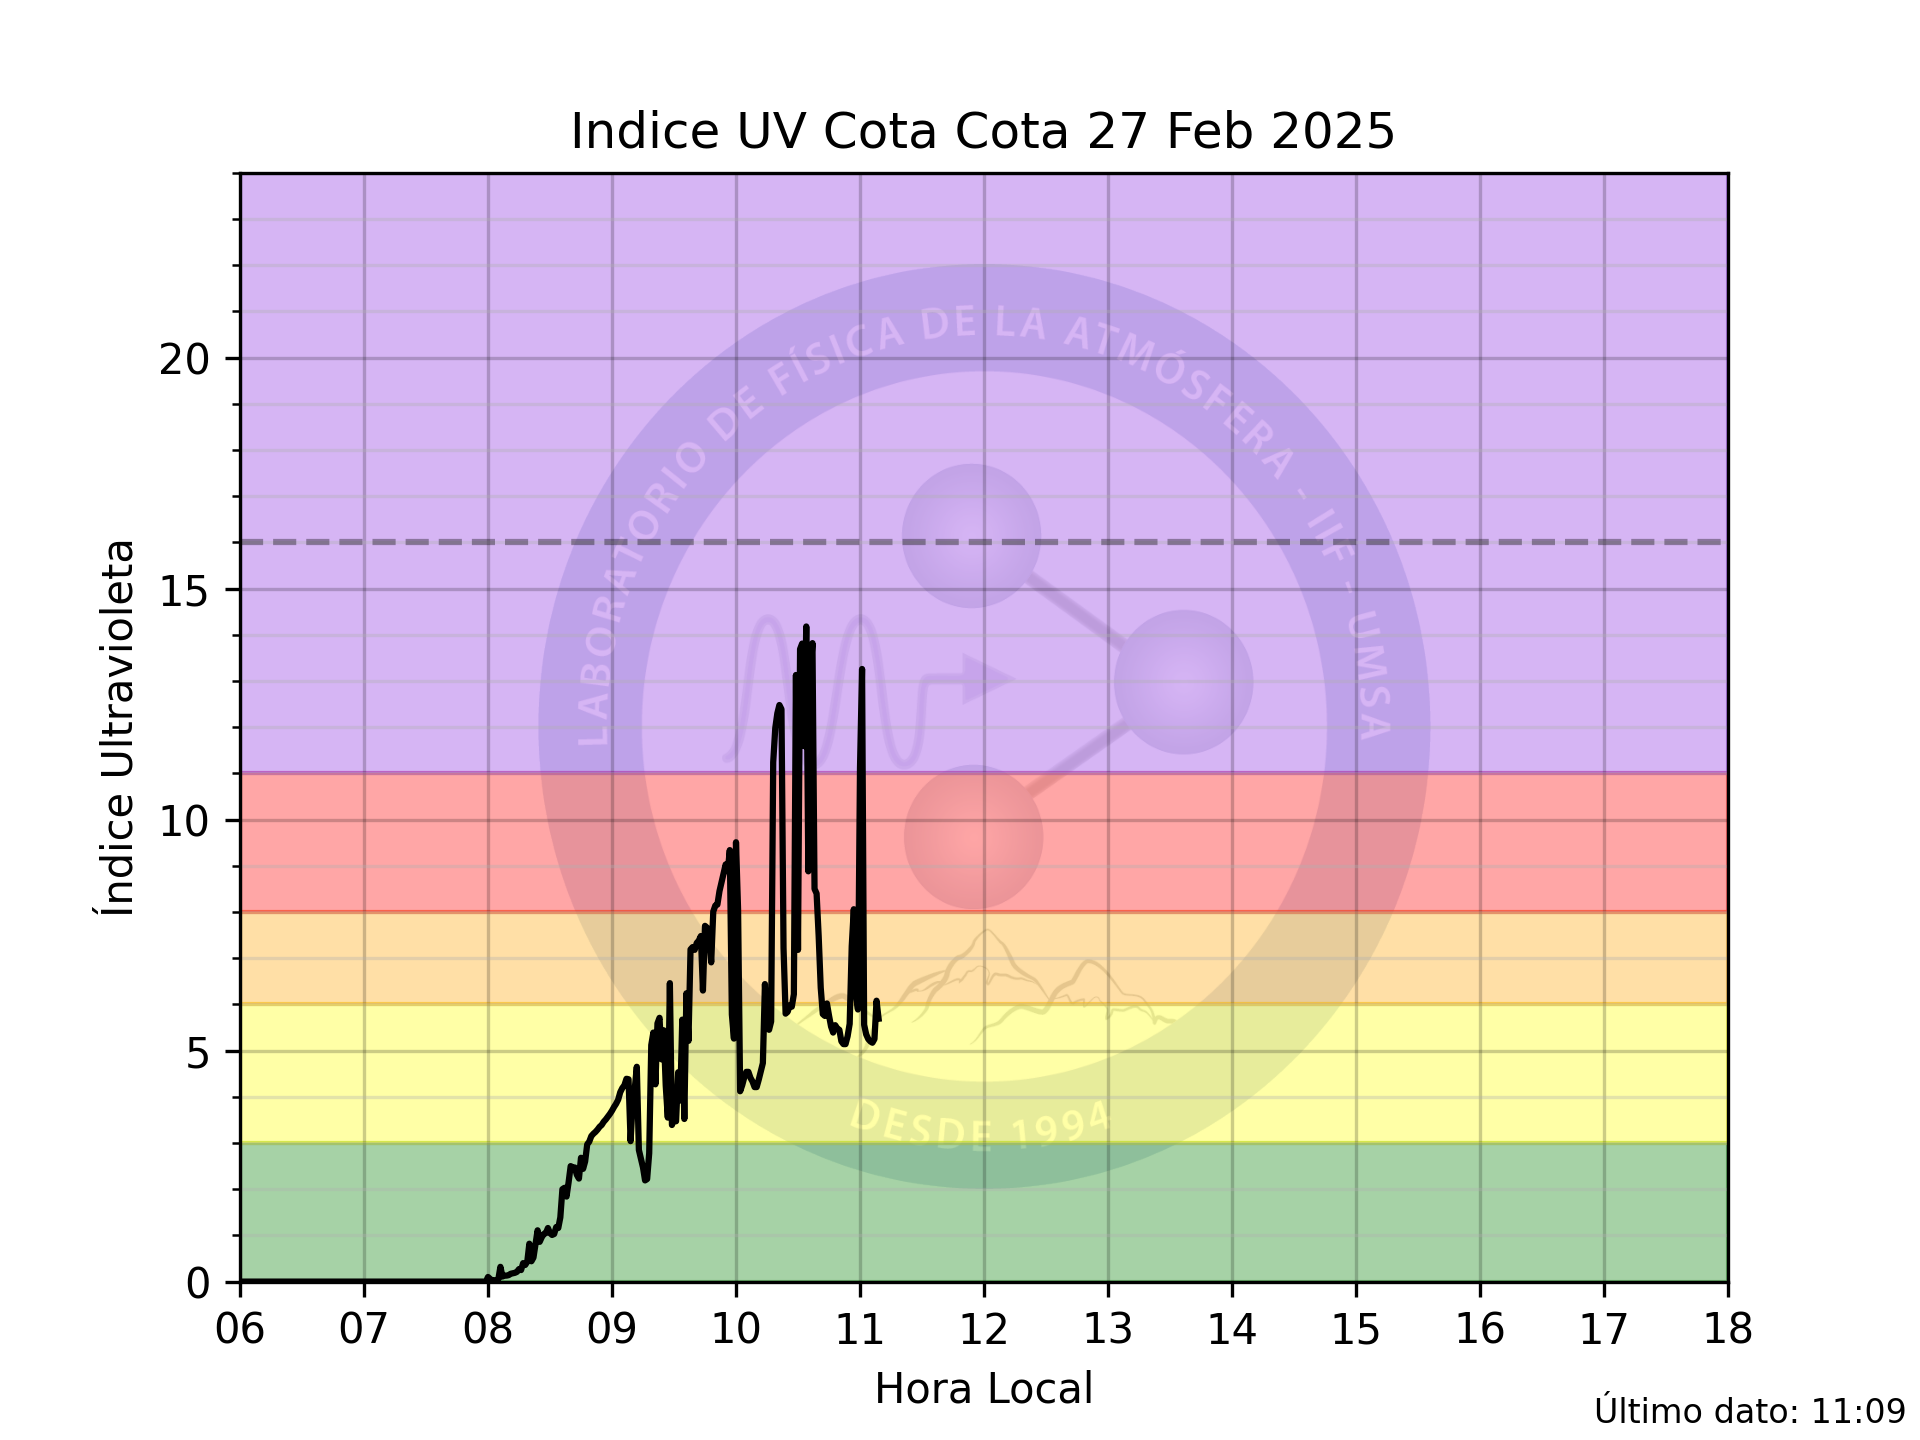 Indice UV Cota Cota 27 Feb 2025
Índice Ultravioleta
20
15
10
5
0
LABORATORIO DE FÍSICA DE LA ATMÓSFERA - IIF - UMSA
DESDE 1994
06 07 08 09 10 11 12 13 14 15 16 17 18
Hora Local
Último dato: 11:09